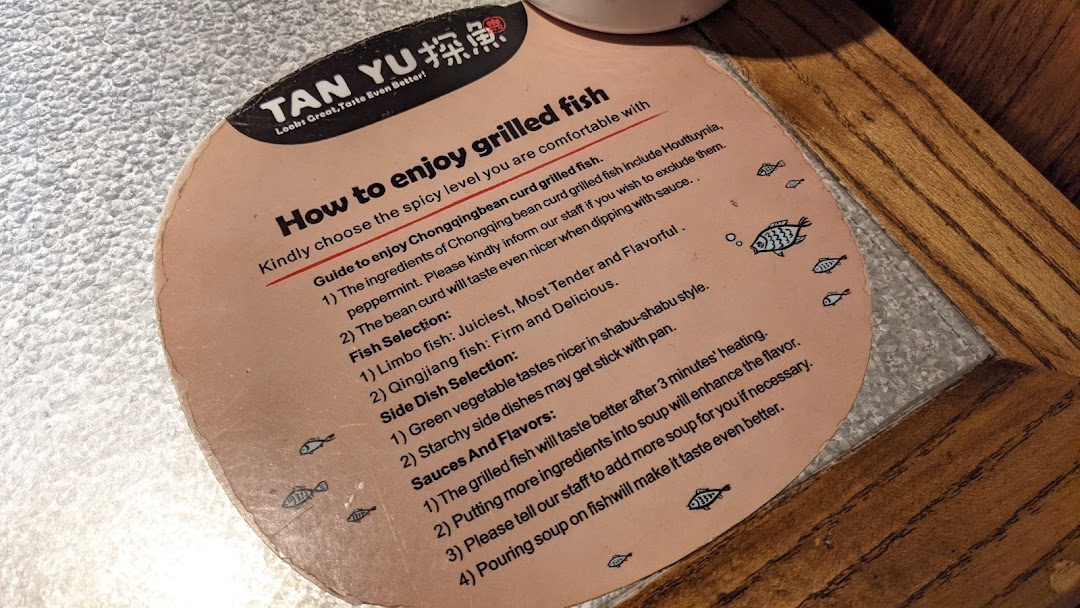 TAN YU 探魚
Looks Great,Taste Even Better!
How to enjoy grilled fish
Kindly choose the spicy level you are comfortable with
Guide to enjoy Chongqingbean curd grilled fish.
1) The ingredients of Chongqing bean curd grilled fish include Houttuynia,
peppermint. Please kindly inform our staff if you wish to exclude them.
2) The bean curd will taste even nicer when dipping with sauce. .
Fish Selection:
1) Limbo fish: Juiciest, Most Tender and Flavorful .
2) Qingjiang fish: Firm and Delicious.
Side Dish Selection:
1) Green vegetable tastes nicer in shabu-shabu style.
2) Starchy side dishes may get stick with pan.
Sauces And Flavors:
1) The grilled fish will taste better after 3 minutes' heating.
2) Putting more ingredients into soup will enhance the flavor.
3) Please tell our staff to add more soup for you if necessary.
4) Pouring soup on fishwill make it taste even better.